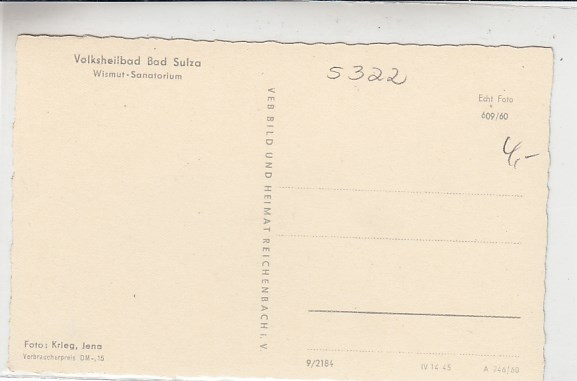 Volksheilbad Bad Sulza
Wismut-Sanatorium
5322
Echt Foto
609/60
4,-
VEB BILD UND HEIMAT REICHENBACH i. V.
Foto: Krieg, Jena
Verbraucherpreis DM -,15
9/2184
IV 14 45
A 246/60